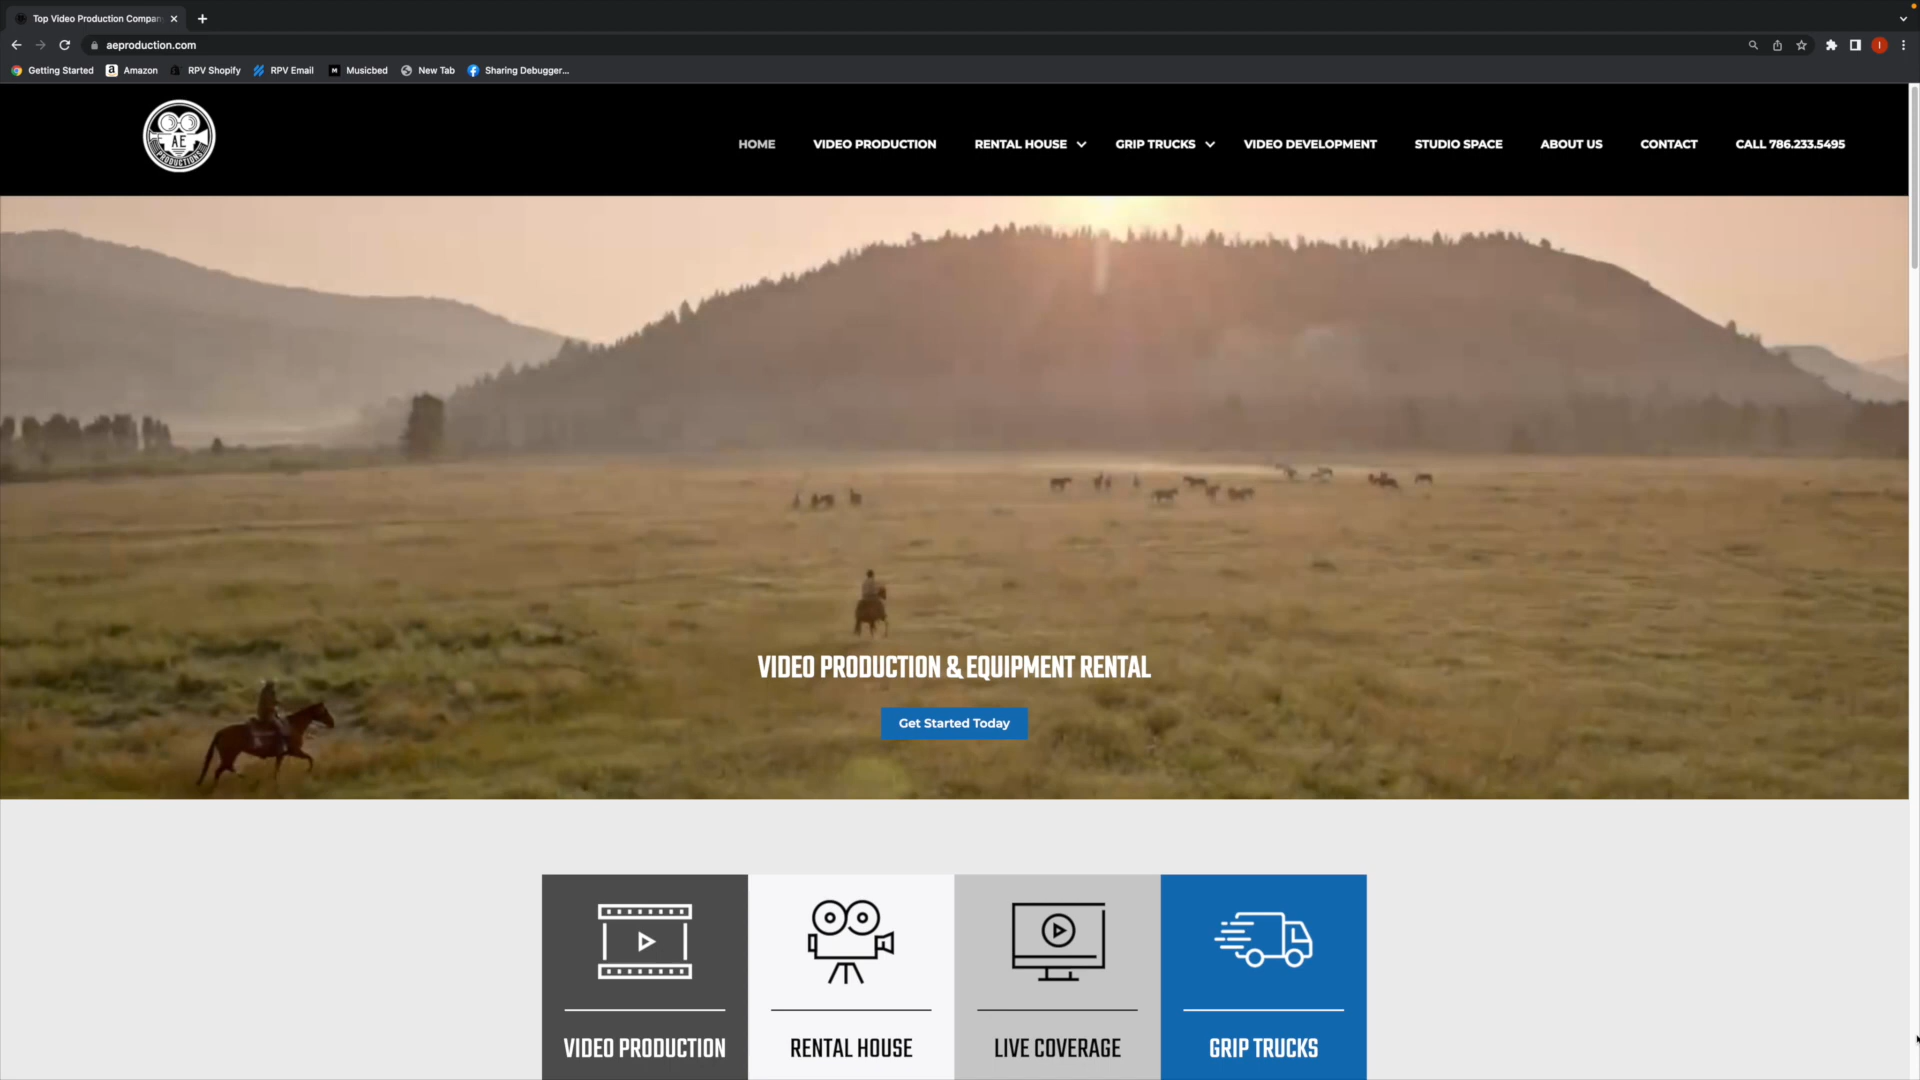 Top Video Production Compan
aeproduction.com
Getting Started
Amazon
RPV Shopify
RPV Email
Musicbed
New Tab
Sharing Debugger...
AE
PRODUCTIONS
HOME
VIDEO PRODUCTION
RENTAL HOUSE
GRIP TRUCKS
VIDEO DEVELOPMENT
STUDIO SPACE
ABOUT US
CONTACT
CALL 786.233.5495
VIDEO PRODUCTION & EQUIPMENT RENTAL
Get Started Today
VIDEO PRODUCTION
RENTAL HOUSE
LIVE COVERAGE
GRIP TRUCKS